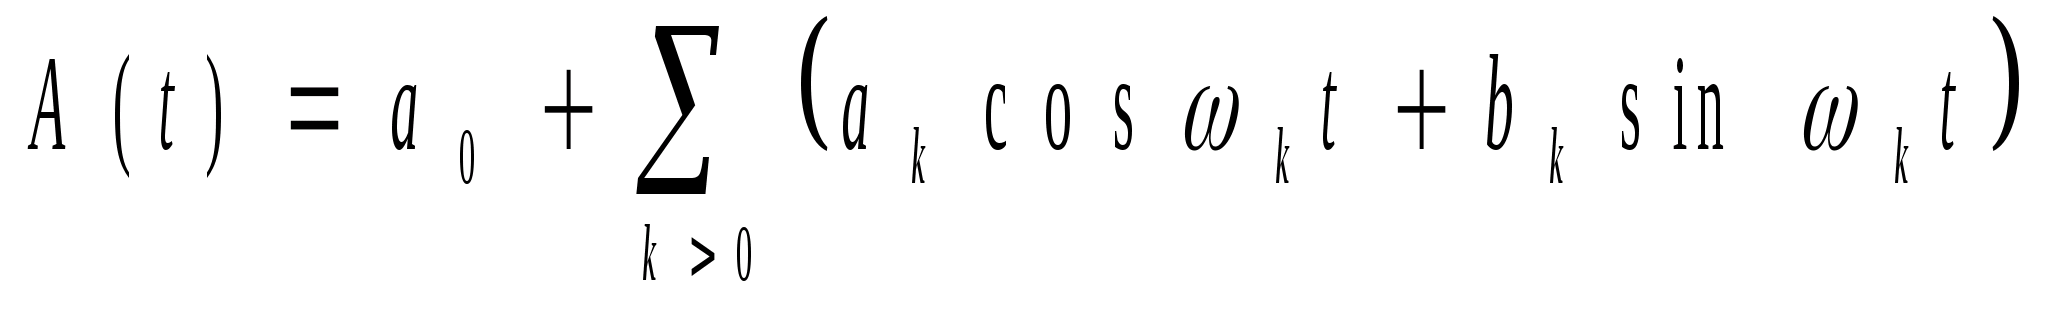 A(t) = a₀ + ∑ (aₖ cos ωₖt + bₖ sin ωₖt)
k > 0